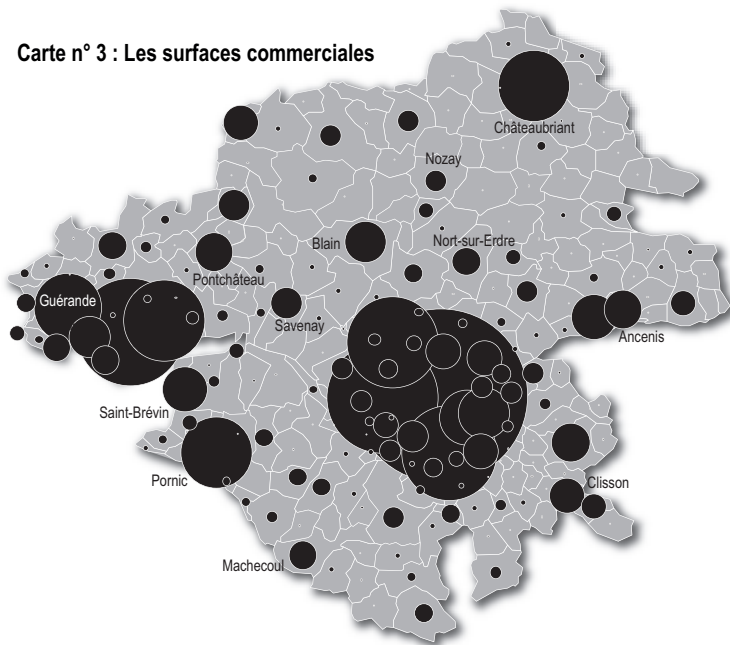 Carte n° 3 : Les surfaces commerciales
Châteaubriant
Nozay
Blain
Nort-sur-Erdre
Pontchâteau
Guérande
Savenay
Ancenis
Saint-Brévin
Pornic
Clisson
Machecoul